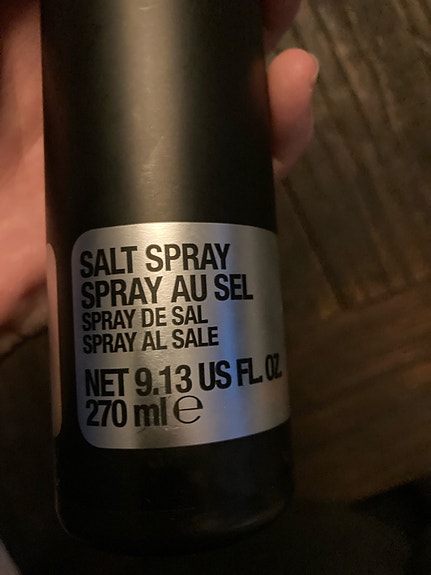 SALT SPRAY
SPRAY AU SEL
SPRAY DE SAL
SPRAY AL SALE
NET 9.13 US FL. OZ.
270 ml ℮